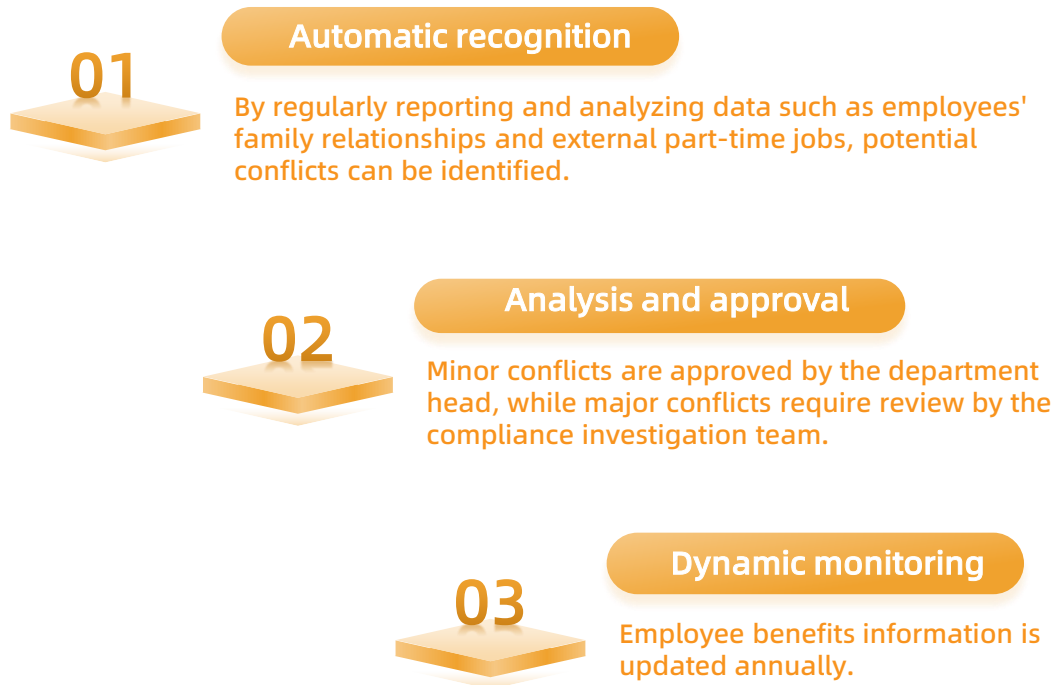 01
Automatic recognition
By regularly reporting and analyzing data such as employees'
family relationships and external part-time jobs, potential
conflicts can be identified.
02
Analysis and approval
Minor conflicts are approved by the department
head, while major conflicts require review by the
compliance investigation team.
03
Dynamic monitoring
Employee benefits information is
updated annually.